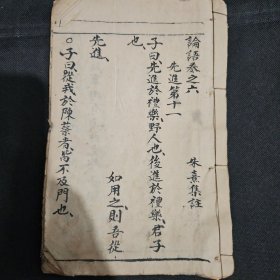 論語卷之六
朱熹集註
先進第十一
子曰先進於禮樂、野人也、後進於禮樂、君子
也、
如用之、則吾從
先進、
○子曰從我於陳蔡者、皆不及門也、